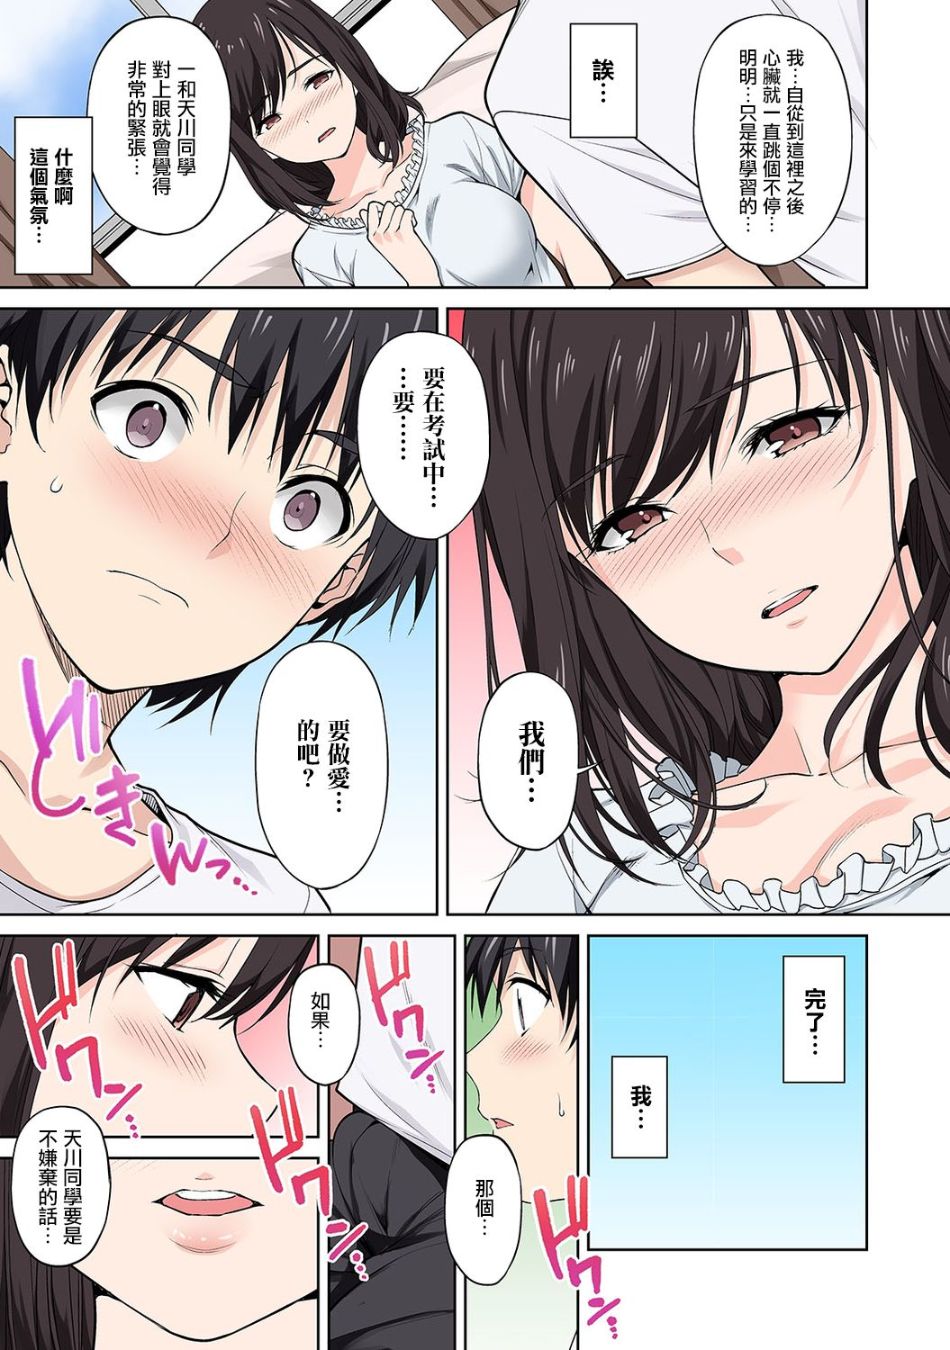 我…自從到這裡之後
心臟就一直跳個不停…
明明…只是來學習的…
誒…
一和天川同學
對上眼就會覺得
非常的緊張…
什麼啊
這個氣氛…
我們…
要在考試中…
…要……
要做愛…
的吧？
どきんっ…
完了…
我…
那個…
ドクン…
如果…
ドクン…
ドクン…
天川同學要是
不嫌棄的話…
ドクン…